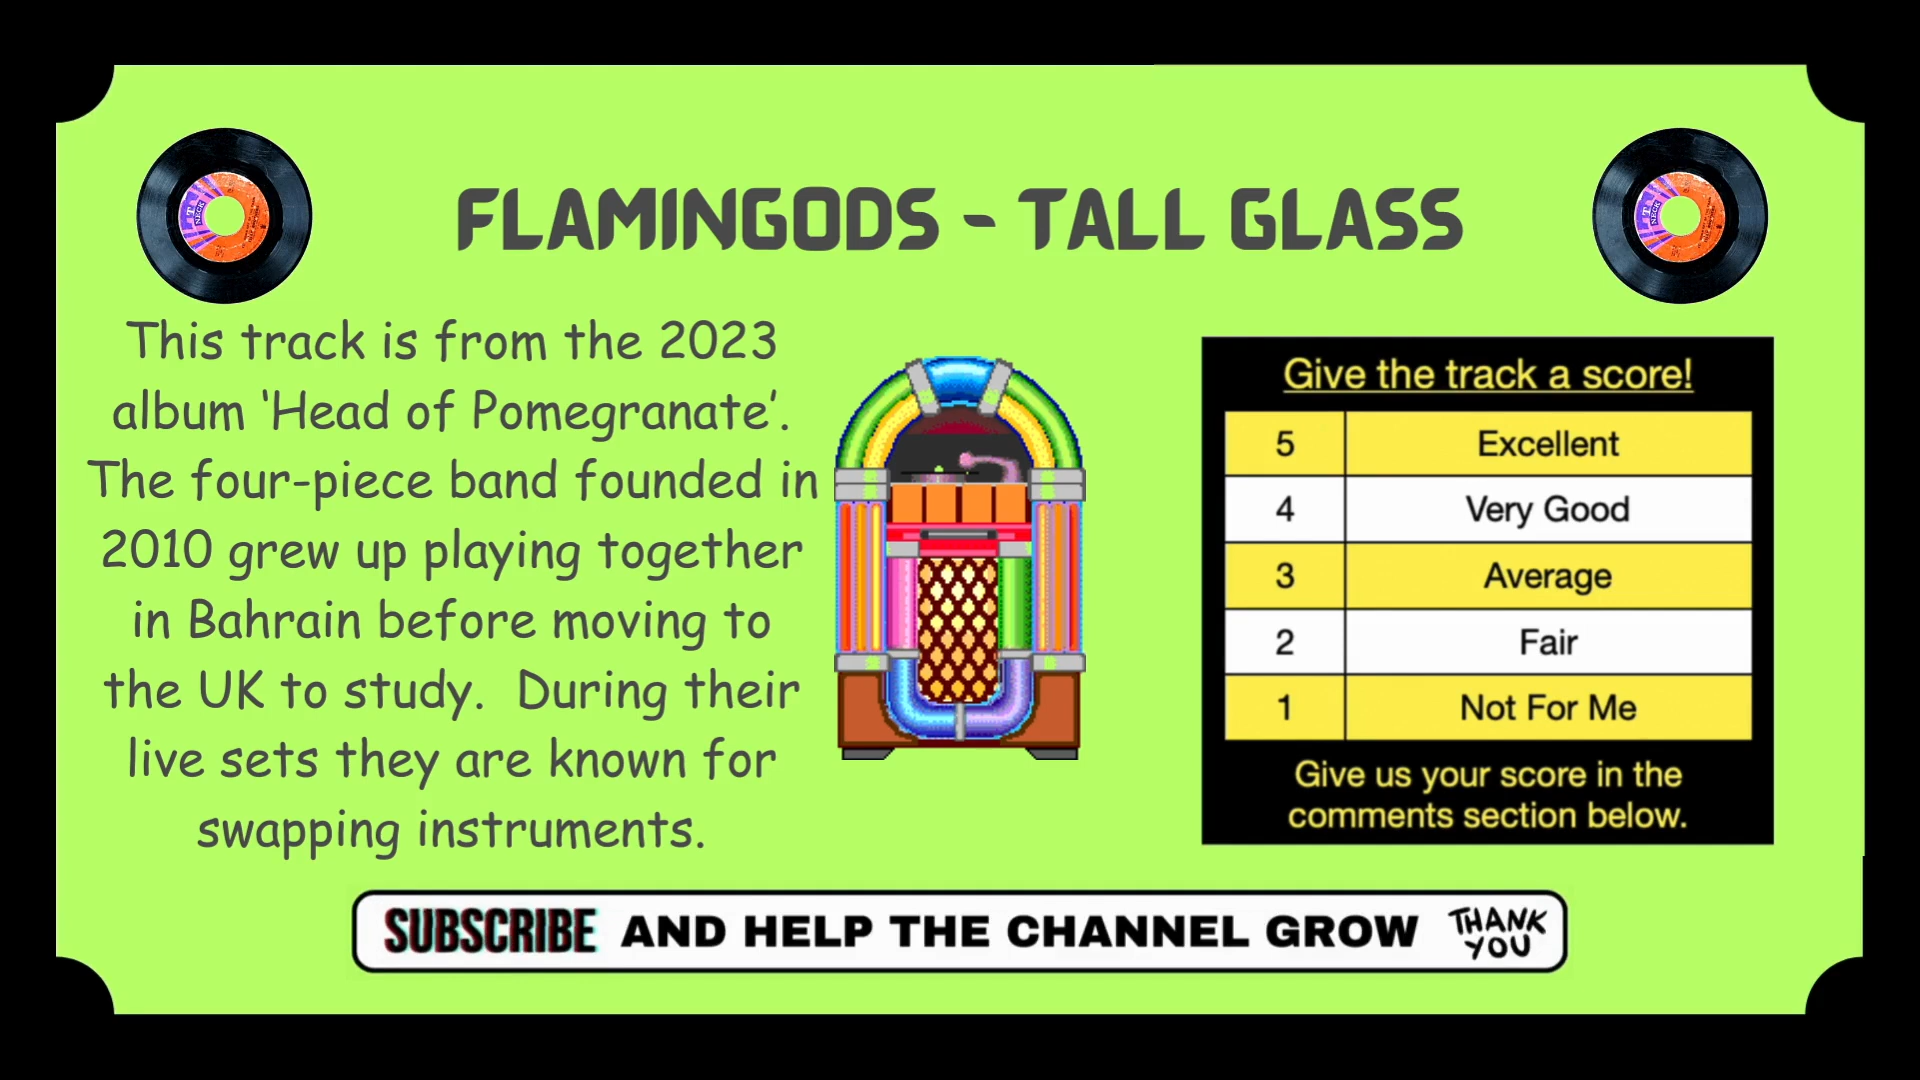 FLAMINGODS - TALL GLASS
This track is from the 2023
album ‘Head of Pomegranate’.
The four-piece band founded in
2010 grew up playing together
in Bahrain before moving to
the UK to study.  During their
live sets they are known for
swapping instruments.
Give the track a score!
5 Excellent
4 Very Good
3 Average
2 Fair
1 Not For Me
Give us your score in the
comments section below.
SUBSCRIBE AND HELP THE CHANNEL GROW THANK YOU